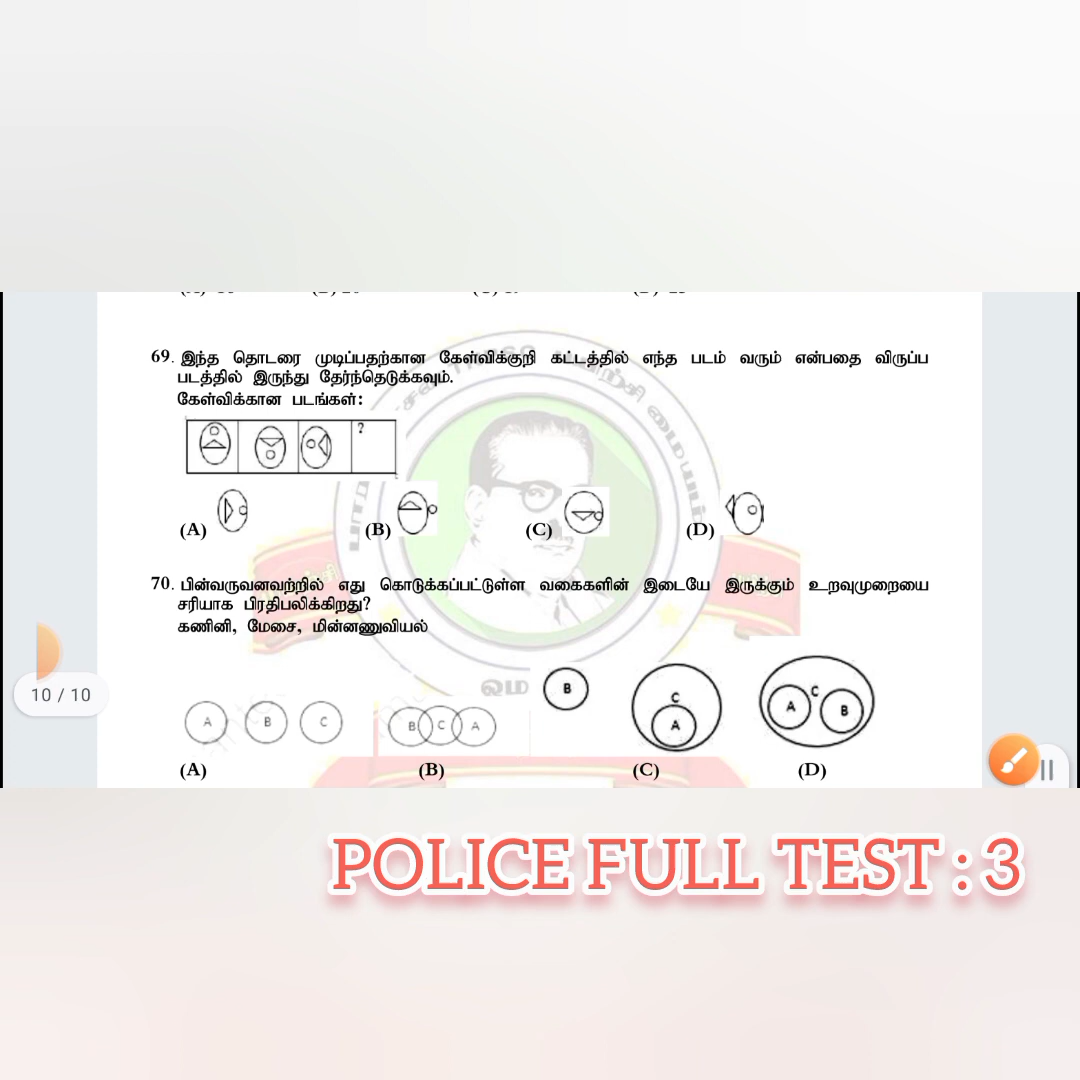 69. இந்த தொடரை முடிப்பதற்கான கேள்விக்குறி கட்டத்தில் எந்த படம் வரும் என்பதை விருப்ப
படத்தில் இருந்து தேர்ந்தெடுக்கவும்.
கேள்விக்கான படங்கள்:
?
(A) (B) (C) (D)
70. பின்வருவனவற்றில் எது கொடுக்கப்பட்டுள்ள வகைகளின் இடையே இருக்கும் உறவுமுறையை
சரியாக பிரதிபலிக்கிறது?
கணினி, மேசை, மின்னணுவியல்
10 / 10
A B C B C A B C A A C B
(A) (B) (C) (D)
POLICE FULL TEST : 3